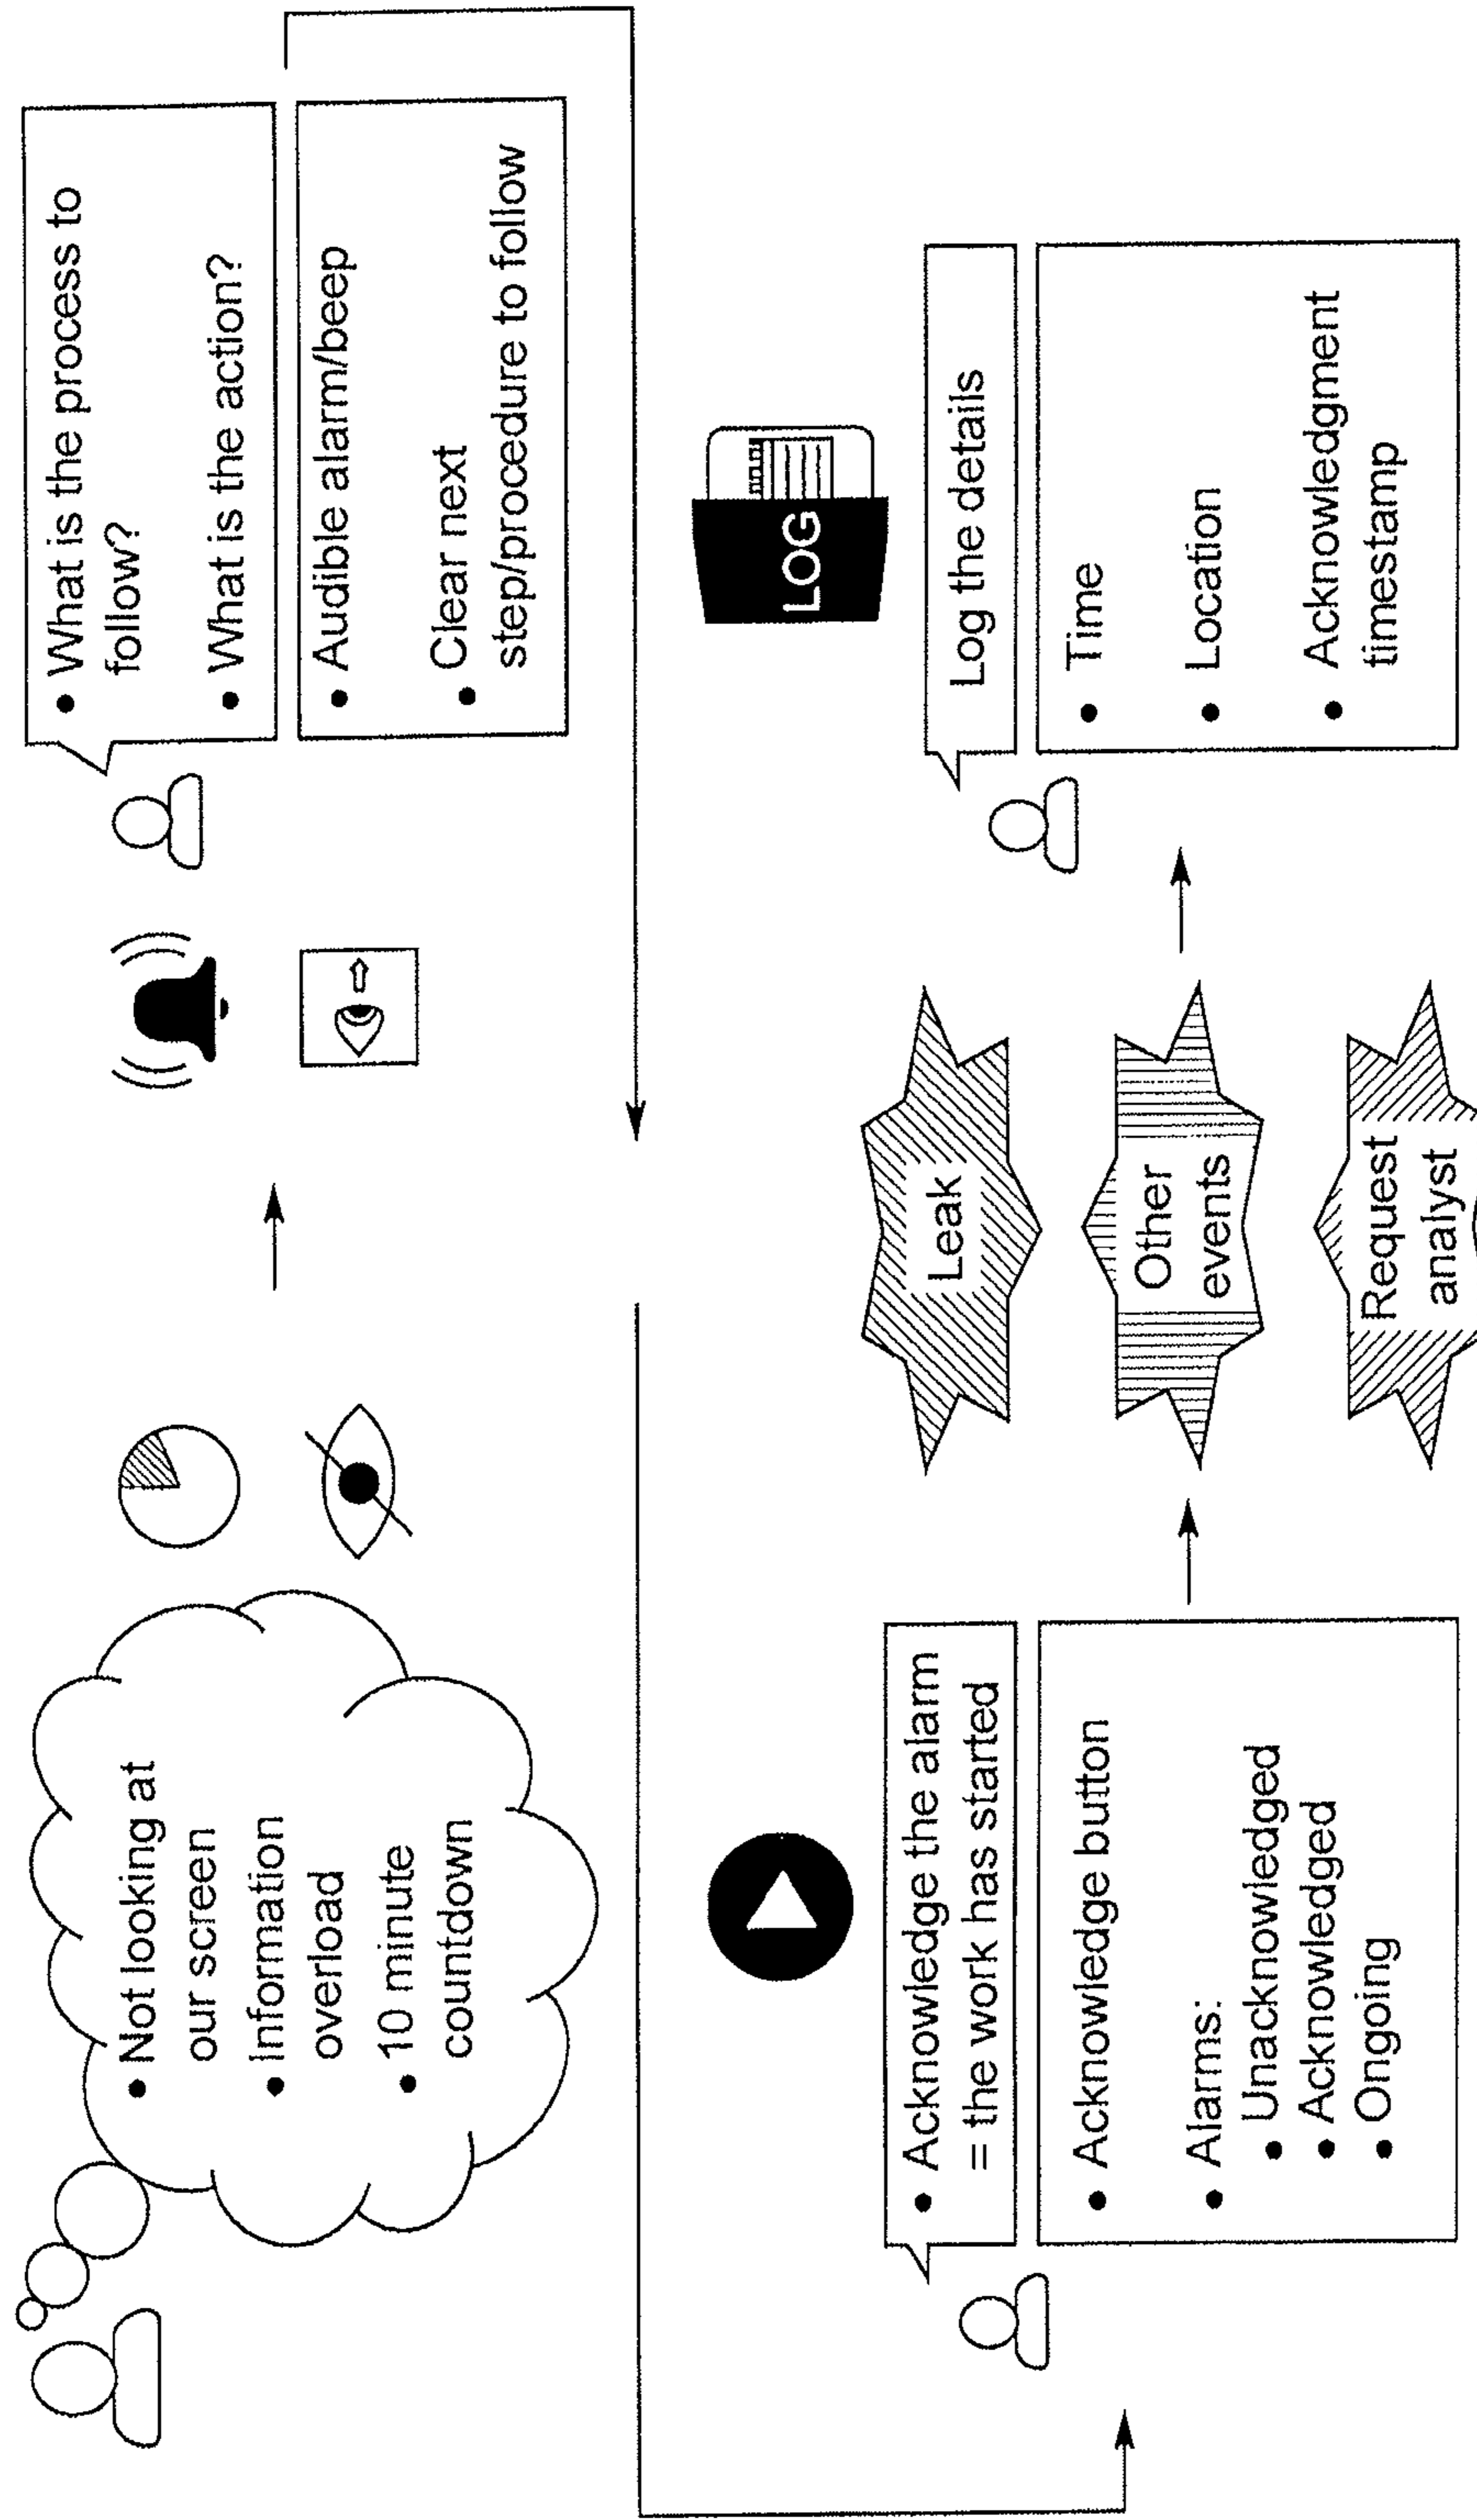 • Not looking at
our screen
• Information
overload
• 10 minute
countdown
• What is the process to
follow?
• What is the action?
• Audible alarm/beep
• Clear next
step/procedure to follow
• Acknowledge the alarm
= the work has started
• Acknowledge button
• Alarms:
• Unacknowledged
• Acknowledged
• Ongoing
Leak
Other
events
Request
analyst
LOG
Log the details
• Time
• Location
• Acknowledgment
timestamp